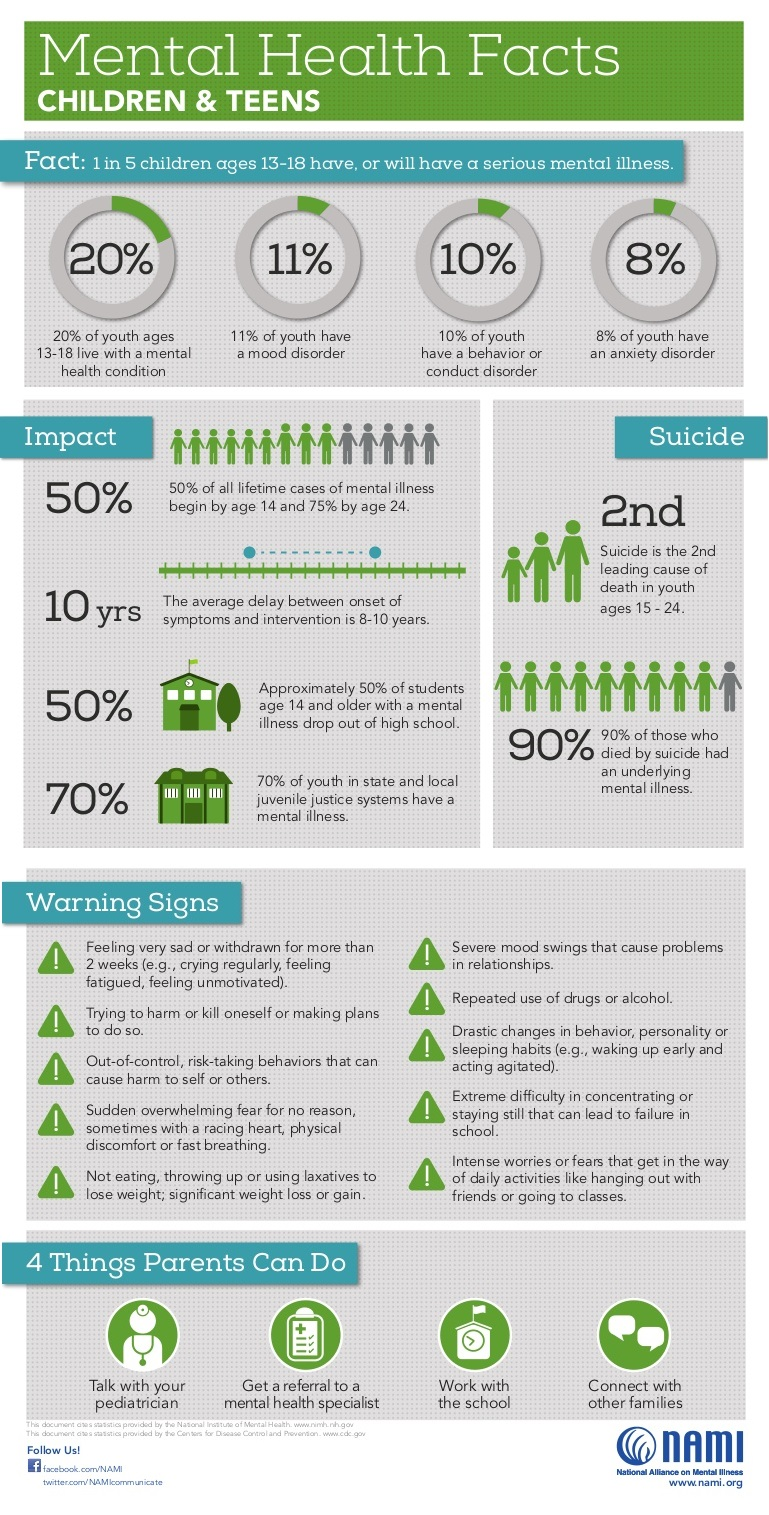 Mental Health Facts
CHILDREN & TEENS
Fact: 1 in 5 children ages 13-18 have, or will have a serious mental illness.
20%
20% of youth ages
13-18 live with a mental
health condition
11%
11% of youth have
a mood disorder
10%
10% of youth
have a behavior or
conduct disorder
8%
8% of youth have
an anxiety disorder
Impact
50%
50% of all lifetime cases of mental illness
begin by age 14 and 75% by age 24.
10 yrs
The average delay between onset of
symptoms and intervention is 8-10 years.
50%
Approximately 50% of students
age 14 and older with a mental
illness drop out of high school.
70%
70% of youth in state and local
juvenile justice systems have a
mental illness.
Suicide
2nd
Suicide is the 2nd
leading cause of
death in youth
ages 15 - 24.
90%
90% of those who
died by suicide had
an underlying
mental illness.
Warning Signs
Feeling very sad or withdrawn for more than
2 weeks (e.g., crying regularly, feeling
fatigued, feeling unmotivated).
Trying to harm or kill oneself or making plans
to do so.
Out-of-control, risk-taking behaviors that can
cause harm to self or others.
Sudden overwhelming fear for no reason,
sometimes with a racing heart, physical
discomfort or fast breathing.
Not eating, throwing up or using laxatives to
lose weight; significant weight loss or gain.
Severe mood swings that cause problems
in relationships.
Repeated use of drugs or alcohol.
Drastic changes in behavior, personality or
sleeping habits (e.g., waking up early and
acting agitated).
Extreme difficulty in concentrating or
staying still that can lead to failure in
school.
Intense worries or fears that get in the way
of daily activities like hanging out with
friends or going to classes.
4 Things Parents Can Do
Talk with your
pediatrician
Get a referral to a
mental health specialist
Work with
the school
Connect with
other families
This document cites statistics provided by the National Institute of Mental Health. www.nimh.nih.gov
This document cites statistics provided by the Centers for Disease Control and Prevention. www.cdc.gov
Follow Us!
facebook.com/NAMI
twitter.com/NAMIcommunicate
NAMI
National Alliance on Mental Illness
www.nami.org